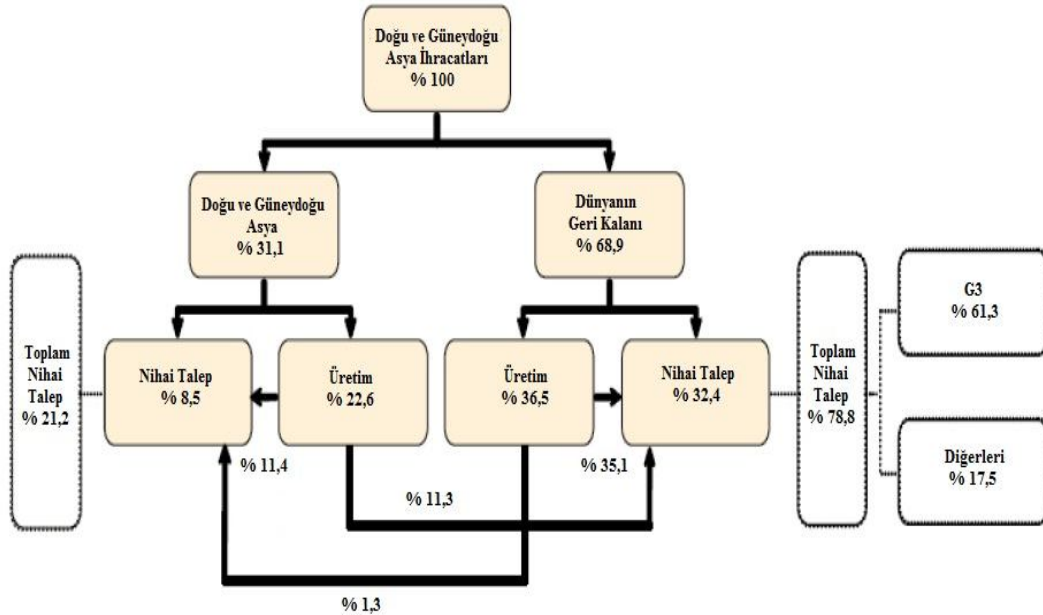 Doğu ve Güneydoğu
Asya İhracatları
% 100
Doğu ve Güneydoğu
Asya
% 31,1
Dünyanın
Geri Kalanı
% 68,9
Toplam
Nihai
Talep
% 21,2
Nihai Talep
% 8,5
Üretim
% 22,6
Üretim
% 36,5
Nihai Talep
% 32,4
Toplam
Nihai
Talep
% 78,8
G3
% 61,3
Diğerleri
% 17,5
% 11,4
% 35,1
% 11,3
% 1,3